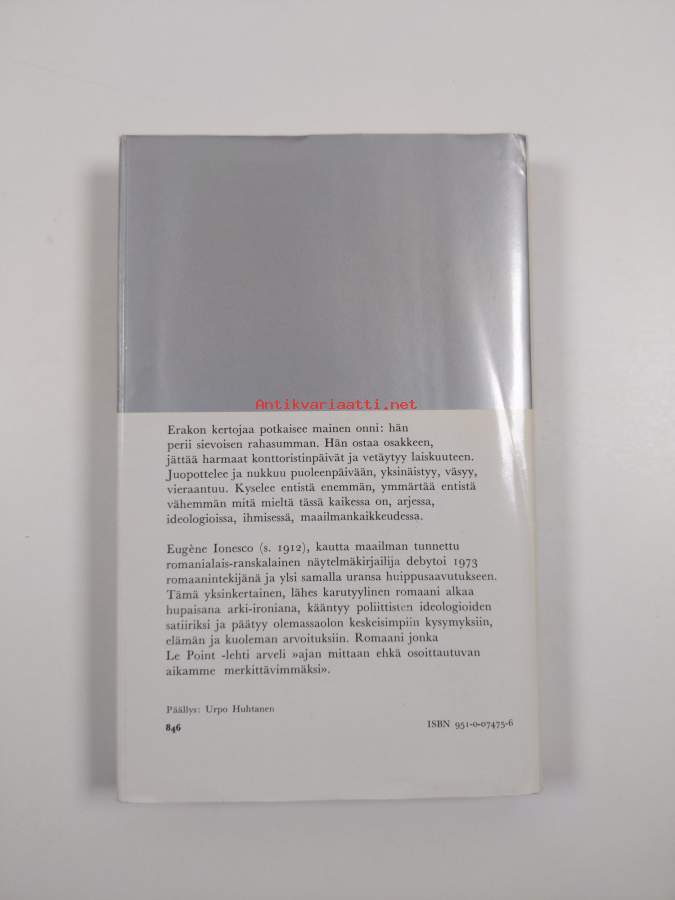 Antikvariaatti.net
Erakon kertojaa potkaisee mainen onni: hän
perii sievoisen rahasumman. Hän ostaa osakkeen,
jättää harmaat konttoristinpäivät ja vetäytyy laiskuuteen.
Juopottelee ja nukkuu puoleenpäivään, yksinäistyy, väsyy,
vieraantuu. Kyselee entistä enemmän, ymmärtää entistä
vähemmän mitä mieltä tässä kaikessa on, arjessa,
ideologioissa, ihmisessä, maailmankaikkeudessa.
Eugène Ionesco (s. 1912), kautta maailman tunnettu
romanialais-ranskalainen näytelmäkirjailija debytoi 1973
romaanintekijänä ja ylsi samalla uransa huippusaavutukseen.
Tämä yksinkertainen, lähes karutyylinen romaani alkaa
hupaisana arki-ironiana, kääntyy poliittisten ideologioiden
satiiriksi ja päätyy olemassaolon keskeisimpiin kysymyksiin,
elämän ja kuoleman arvoituksiin. Romaani jonka
Le Point -lehti arveli »ajan mittaan ehkä osoittautuvan
aikamme merkittävimmäksi».
Päällys: Urpo Huhtanen
846
ISBN 951-0-07475-6